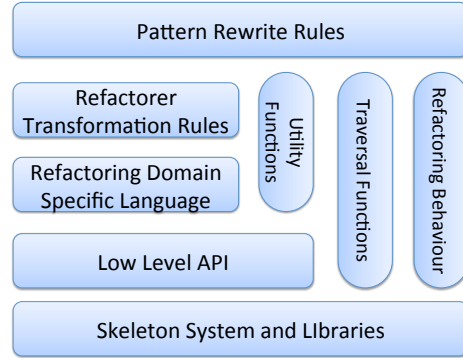 Pattern Rewrite Rules
Refactorer
Transformation Rules
Utility
Functions
Traversal Functions
Refactoring Behaviour
Refactoring Domain
Specific Language
Low Level API
Skeleton System and LIbraries